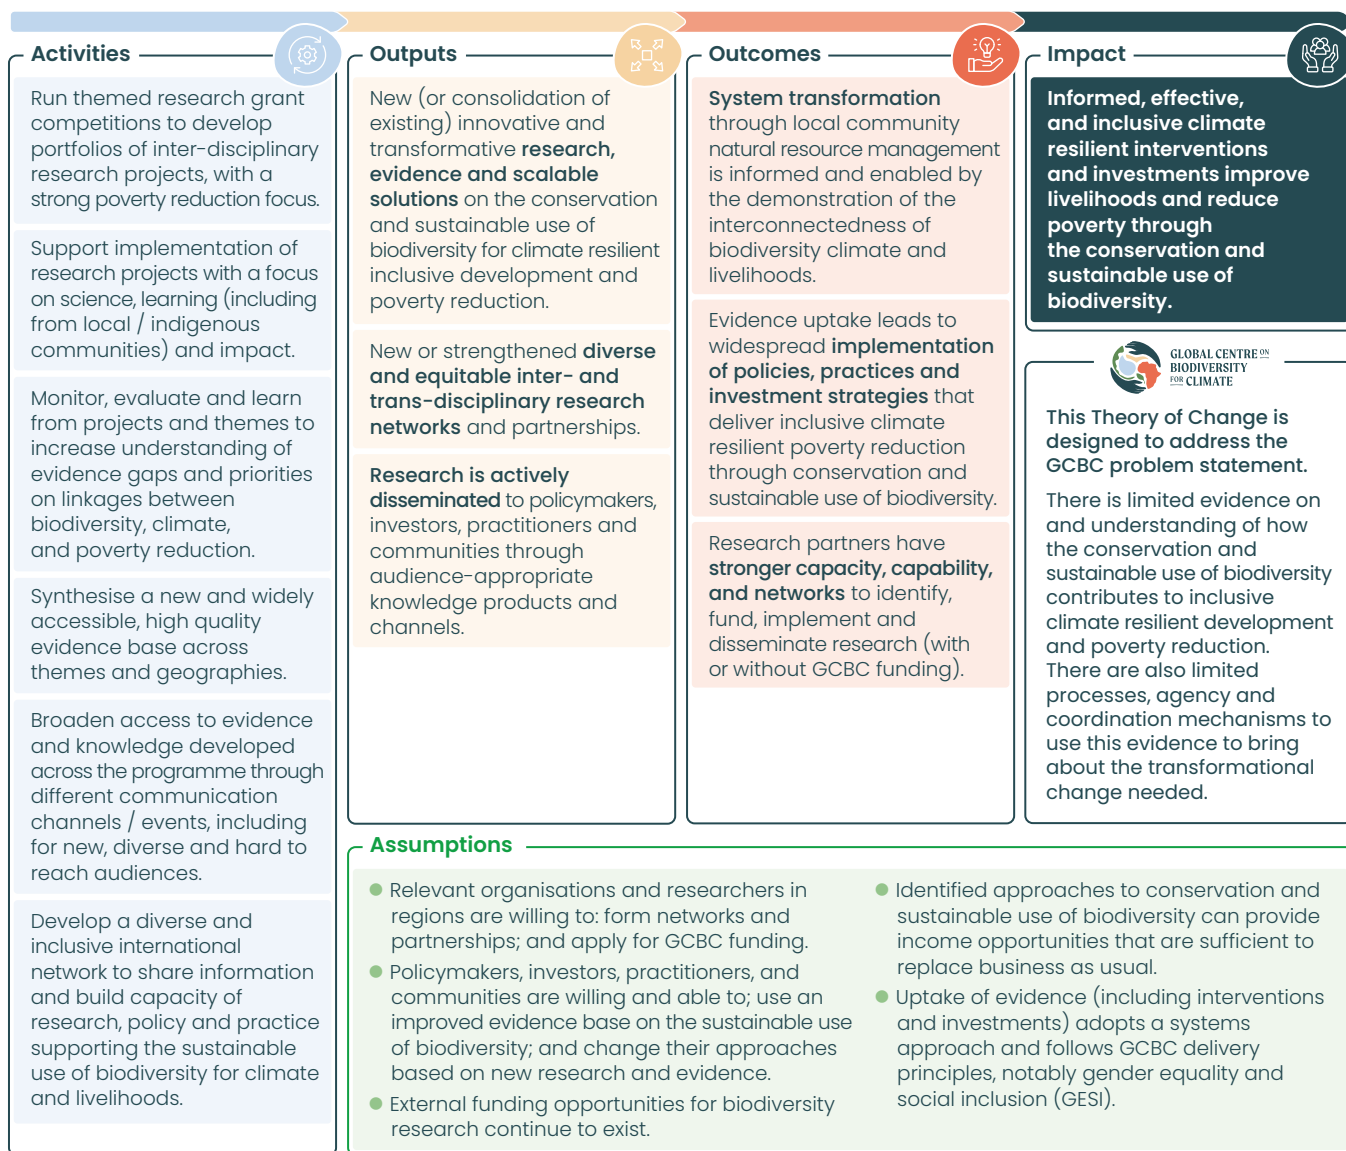 Activities
Run themed research grant
competitions to develop
portfolios of inter-disciplinary
research projects, with a
strong poverty reduction focus.
Support implementation of
research projects with a focus
on science, learning (including
from local / indigenous
communities) and impact.
Monitor, evaluate and learn
from projects and themes to
increase understanding of
evidence gaps and priorities
on linkages between
biodiversity, climate,
and poverty reduction.
Synthesise a new and widely
accessible, high quality
evidence base across
themes and geographies.
Broaden access to evidence
and knowledge developed
across the programme through
different communication
channels / events, including
for new, diverse and hard to
reach audiences.
Develop a diverse and
inclusive international
network to share information
and build capacity of
research, policy and practice
supporting the sustainable
use of biodiversity for climate
and livelihoods.
Outputs
New (or consolidation of
existing) innovative and
transformative research,
evidence and scalable
solutions on the conservation
and sustainable use of
biodiversity for climate resilient
inclusive development and
poverty reduction.
New or strengthened diverse
and equitable inter- and
trans-disciplinary research
networks and partnerships.
Research is actively
disseminated to policymakers,
investors, practitioners and
communities through
audience-appropriate
knowledge products and
channels.
Outcomes
System transformation
through local community
natural resource management
is informed and enabled by
the demonstration of the
interconnectedness of
biodiversity climate and
livelihoods.
Evidence uptake leads to
widespread implementation
of policies, practices and
investment strategies that
deliver inclusive climate
resilient poverty reduction
through conservation and
sustainable use of biodiversity.
Research partners have
stronger capacity, capability,
and networks to identify,
fund, implement and
disseminate research (with
or without GCBC funding).
Impact
Informed, effective,
and inclusive climate
resilient interventions
and investments improve
livelihoods and reduce
poverty through
the conservation and
sustainable use of
biodiversity.
GLOBAL CENTRE ON
BIODIVERSITY
FOR CLIMATE
This Theory of Change is
designed to address the
GCBC problem statement.
There is limited evidence on
and understanding of how
the conservation and
sustainable use of biodiversity
contributes to inclusive
climate resilient development
and poverty reduction.
There are also limited
processes, agency and
coordination mechanisms to
use this evidence to bring
about the transformational
change needed.
Assumptions
Relevant organisations and researchers in
regions are willing to: form networks and
partnerships; and apply for GCBC funding.
Policymakers, investors, practitioners, and
communities are willing and able to; use an
improved evidence base on the sustainable use
of biodiversity; and change their approaches
based on new research and evidence.
External funding opportunities for biodiversity
research continue to exist.
Identified approaches to conservation and
sustainable use of biodiversity can provide
income opportunities that are sufficient to
replace business as usual.
Uptake of evidence (including interventions
and investments) adopts a systems
approach and follows GCBC delivery
principles, notably gender equality and
social inclusion (GESI).